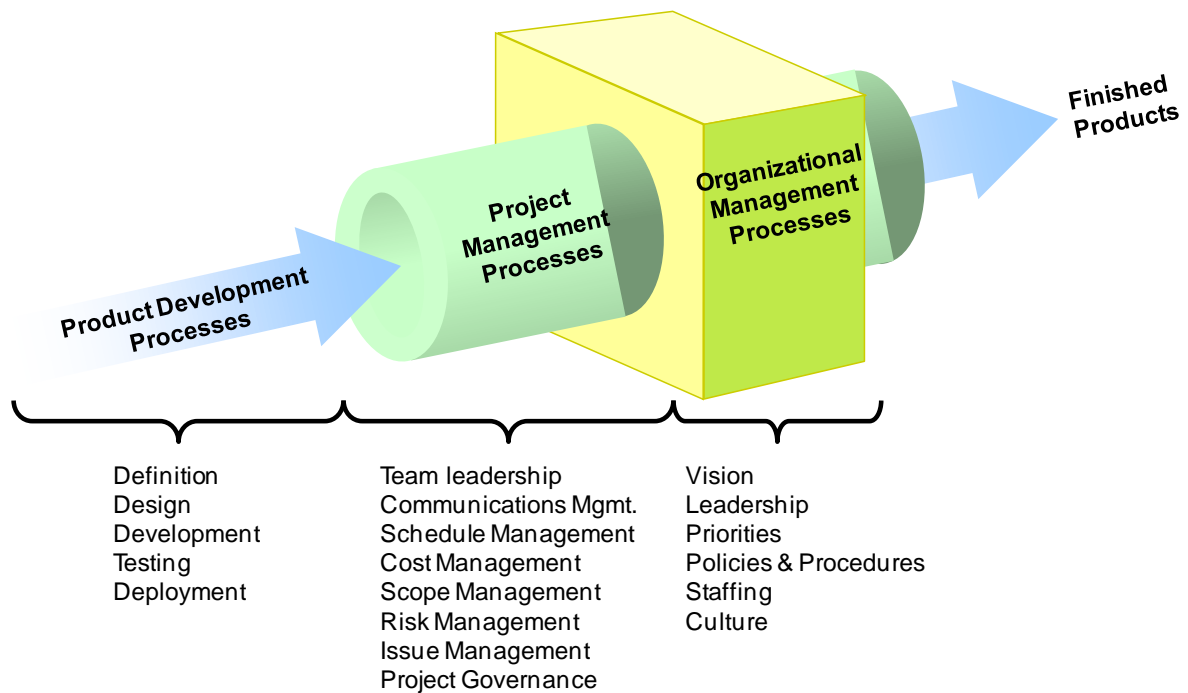 Finished
Products
Organizational
Management
Processes
Project
Management
Processes
Product Development
Processes
Definition
Design
Development
Testing
Deployment
Team leadership
Communications Mgmt.
Schedule Management
Cost Management
Scope Management
Risk Management
Issue Management
Project Governance
Vision
Leadership
Priorities
Policies & Procedures
Staffing
Culture